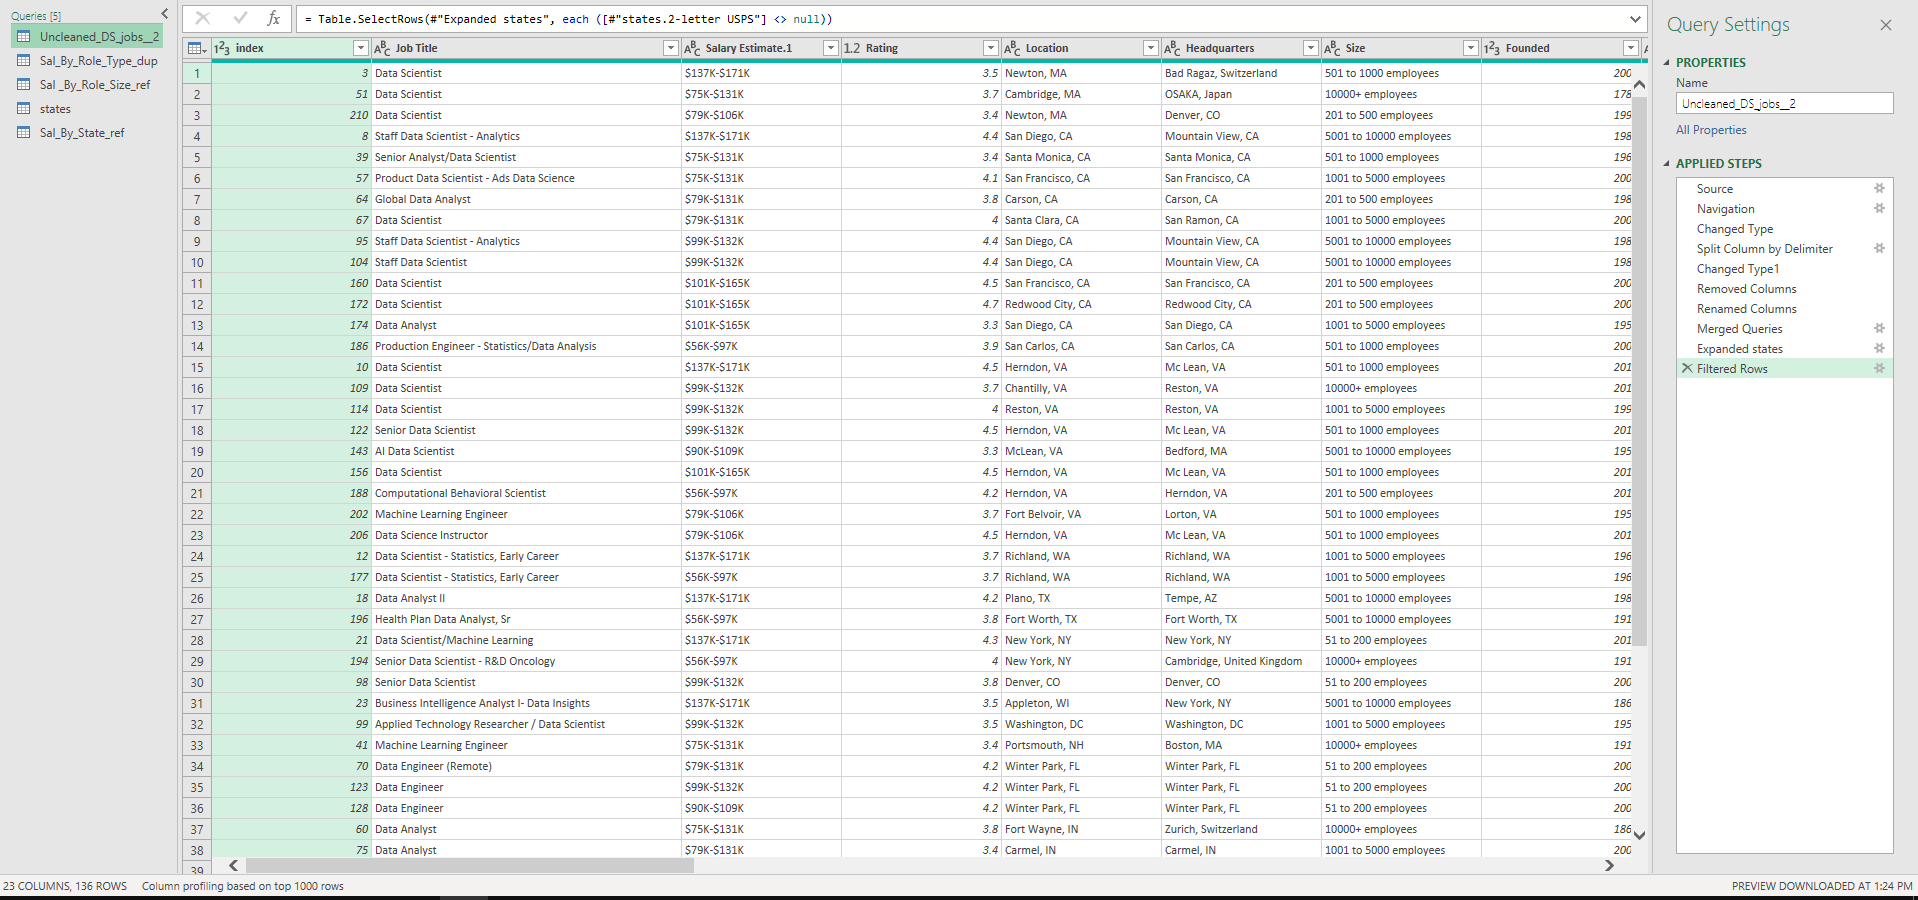 Queries [5]
Uncleaned_DS_jobs__2
Sal_By_Role_Type_dup
Sal _By_Role_Size_ref
states
Sal_By_State_ref
= Table.SelectRows(#"Expanded states", each ([#"states.2-letter USPS"] <> null))
index Job Title Salary Estimate.1 Rating Location Headquarters Size Founded
1 3 Data Scientist $137K-$171K 3.5 Newton, MA Bad Ragaz, Switzerland 501 to 1000 employees 200
2 51 Data Scientist $75K-$131K 3.7 Cambridge, MA OSAKA, Japan 10000+ employees 178
3 210 Data Scientist $79K-$106K 3.4 Newton, MA Denver, CO 201 to 500 employees 199
4 8 Staff Data Scientist - Analytics $137K-$171K 4.4 San Diego, CA Mountain View, CA 5001 to 10000 employees 198
5 39 Senior Analyst/Data Scientist $75K-$131K 3.4 Santa Monica, CA Santa Monica, CA 501 to 1000 employees 196
6 57 Product Data Scientist - Ads Data Science $75K-$131K 4.1 San Francisco, CA San Francisco, CA 1001 to 5000 employees 200
7 64 Global Data Analyst $79K-$131K 3.8 Carson, CA Carson, CA 201 to 500 employees 198
8 67 Data Scientist $79K-$131K 4 Santa Clara, CA San Ramon, CA 1001 to 5000 employees 200
9 95 Staff Data Scientist - Analytics $99K-$132K 4.4 San Diego, CA Mountain View, CA 5001 to 10000 employees 198
10 104 Staff Data Scientist $99K-$132K 4.4 San Diego, CA Mountain View, CA 5001 to 10000 employees 198
11 160 Data Scientist $101K-$165K 4.5 San Francisco, CA San Francisco, CA 201 to 500 employees 200
12 172 Data Scientist $101K-$165K 4.7 Redwood City, CA Redwood City, CA 201 to 500 employees 200
13 174 Data Analyst $101K-$165K 3.3 San Diego, CA San Diego, CA 1001 to 5000 employees 195
14 186 Production Engineer - Statistics/Data Analysis $56K-$97K 3.9 San Carlos, CA San Carlos, CA 501 to 1000 employees 200
15 10 Data Scientist $137K-$171K 4.5 Herndon, VA Mc Lean, VA 501 to 1000 employees 201
16 109 Data Scientist $99K-$132K 3.7 Chantilly, VA Reston, VA 10000+ employees 201
17 114 Data Scientist $99K-$132K 4 Reston, VA Reston, VA 1001 to 5000 employees 199
18 122 Senior Data Scientist $99K-$132K 4.5 Herndon, VA Mc Lean, VA 501 to 1000 employees 201
19 143 AI Data Scientist $90K-$109K 3.3 McLean, VA Bedford, MA 5001 to 10000 employees 195
20 156 Data Scientist $101K-$165K 4.5 Herndon, VA Mc Lean, VA 501 to 1000 employees 201
21 188 Computational Behavioral Scientist $56K-$97K 4.2 Herndon, VA Herndon, VA 201 to 500 employees 201
22 202 Machine Learning Engineer $79K-$106K 3.7 Fort Belvoir, VA Lorton, VA 501 to 1000 employees 195
23 206 Data Science Instructor $79K-$106K 4.5 Herndon, VA Mc Lean, VA 501 to 1000 employees 201
24 12 Data Scientist - Statistics, Early Career $137K-$171K 3.7 Richland, WA Richland, WA 1001 to 5000 employees 196
25 177 Data Scientist - Statistics, Early Career $56K-$97K 3.7 Richland, WA Richland, WA 1001 to 5000 employees 196
26 18 Data Analyst II $137K-$171K 4.2 Plano, TX Tempe, AZ 5001 to 10000 employees 198
27 196 Health Plan Data Analyst, Sr $56K-$97K 3.8 Fort Worth, TX Fort Worth, TX 5001 to 10000 employees 191
28 21 Data Scientist/Machine Learning $137K-$171K 4.3 New York, NY New York, NY 51 to 200 employees 201
29 194 Senior Data Scientist - R&D Oncology $56K-$97K 4 New York, NY Cambridge, United Kingdom 10000+ employees 191
30 98 Senior Data Scientist $99K-$132K 3.8 Denver, CO Denver, CO 51 to 200 employees 200
31 23 Business Intelligence Analyst I- Data Insights $137K-$171K 3.5 Appleton, WI New York, NY 5001 to 10000 employees 186
32 99 Applied Technology Researcher / Data Scientist $99K-$132K 3.5 Washington, DC Washington, DC 1001 to 5000 employees 195
33 41 Machine Learning Engineer $75K-$131K 3.4 Portsmouth, NH Boston, MA 10000+ employees 191
34 70 Data Engineer (Remote) $79K-$131K 4.2 Winter Park, FL Winter Park, FL 51 to 200 employees 200
35 123 Data Engineer $99K-$132K 4.2 Winter Park, FL Winter Park, FL 51 to 200 employees 200
36 128 Data Engineer $90K-$109K 4.2 Winter Park, FL Winter Park, FL 51 to 200 employees 200
37 60 Data Analyst $75K-$131K 3.8 Fort Wayne, IN Zurich, Switzerland 10000+ employees 186
38 75 Data Analyst $79K-$131K 3.4 Carmel, IN Carmel, IN 1001 to 5000 employees 200
39
23 COLUMNS, 136 ROWS Column profiling based on top 1000 rows
Query Settings
PROPERTIES
Name
Uncleaned_DS_jobs__2
All Properties
APPLIED STEPS
Source
Navigation
Changed Type
Split Column by Delimiter
Changed Type1
Removed Columns
Renamed Columns
Merged Queries
Expanded states
Filtered Rows
PREVIEW DOWNLOADED AT 1:24 PM